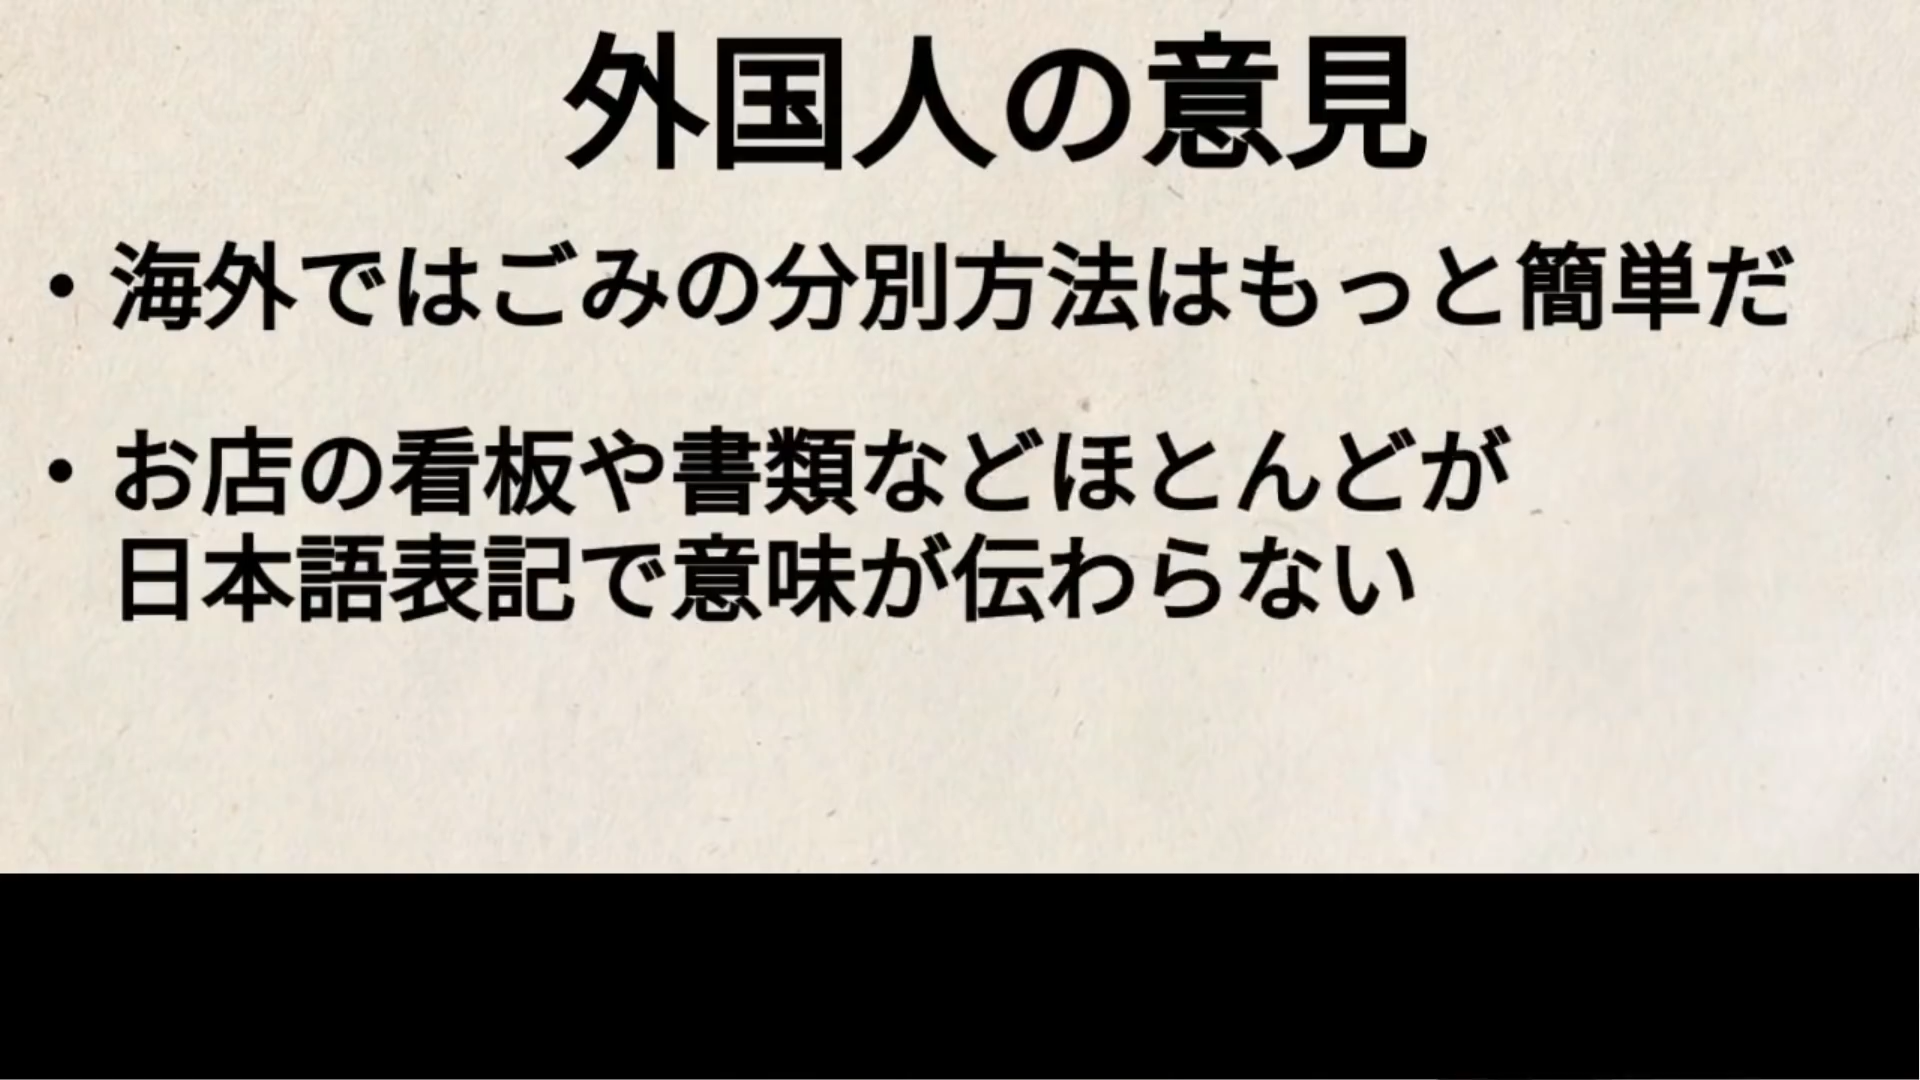 外国人の意見
・海外ではごみの分別方法はもっと簡単だ
・お店の看板や書類などほとんどが
日本語表記で意味が伝わらない